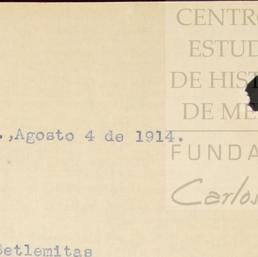 CENTRO
ESTUD
DE HIST
DE ME
.,Agosto 4 de 1914.
FUNDA
Carlos
Betlemitas